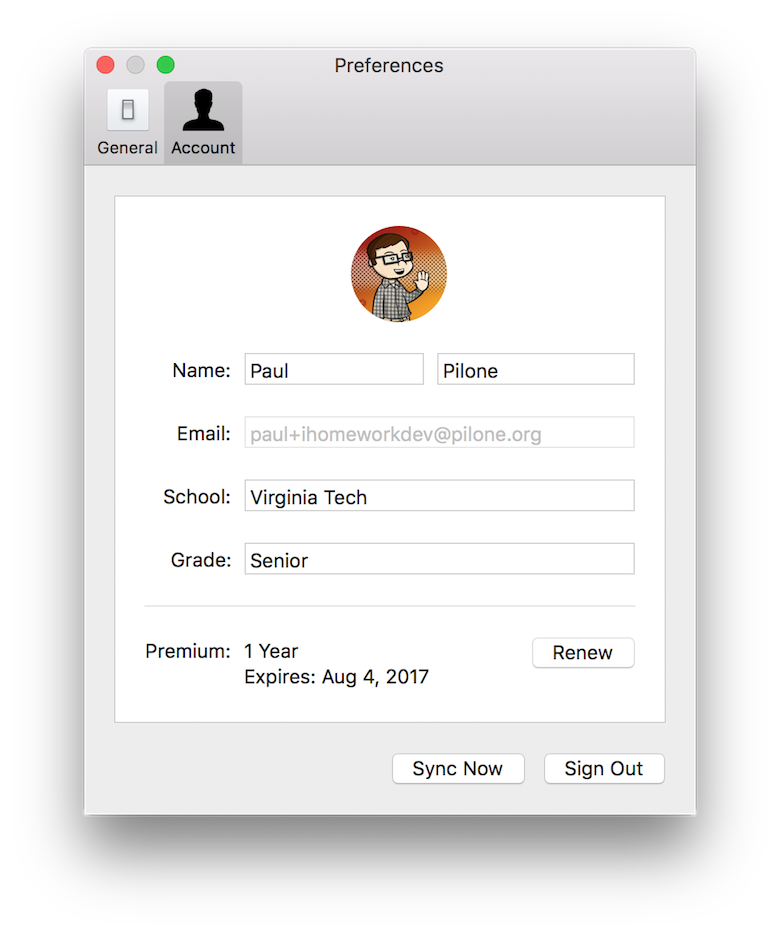 Preferences
General Account
Name: Paul Pilone
Email: paul+ihomeworkdev@pilone.org
School: Virginia Tech
Grade: Senior
Premium: 1 Year Renew
Expires: Aug 4, 2017
Sync Now Sign Out